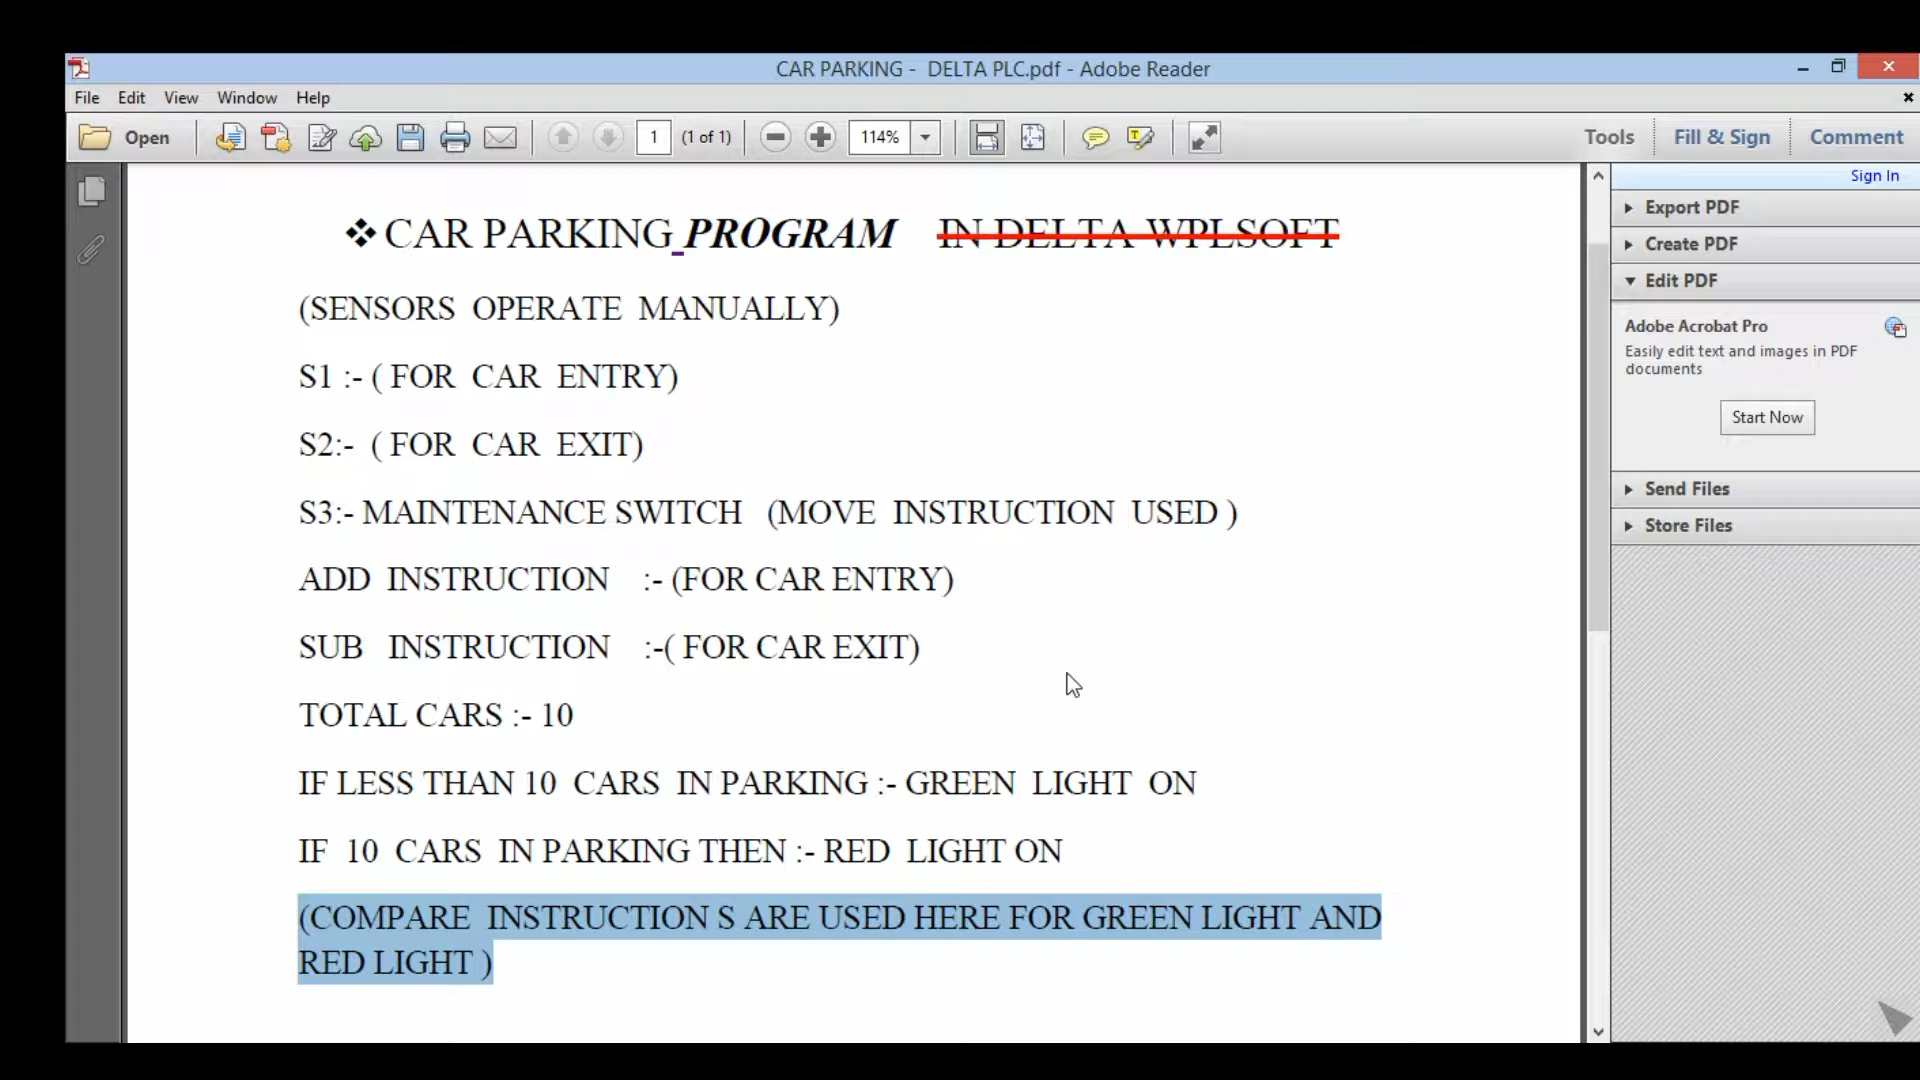 CAR PARKING - DELTA PLC.pdf - Adobe Reader
File Edit View Window Help
Open 1 (1 of 1) 114% Tools Fill & Sign Comment
Sign In
❖CAR PARKING PROGRAM IN DELTA WPLSOFT
(SENSORS OPERATE MANUALLY)
S1 :- ( FOR CAR ENTRY)
S2:- ( FOR CAR EXIT)
S3:- MAINTENANCE SWITCH (MOVE INSTRUCTION USED )
ADD INSTRUCTION :- (FOR CAR ENTRY)
SUB INSTRUCTION :-( FOR CAR EXIT)
TOTAL CARS :- 10
IF LESS THAN 10 CARS IN PARKING :- GREEN LIGHT ON
IF 10 CARS IN PARKING THEN :- RED LIGHT ON
(COMPARE INSTRUCTION S ARE USED HERE FOR GREEN LIGHT AND
RED LIGHT )
Export PDF
Create PDF
Edit PDF
Adobe Acrobat Pro
Easily edit text and images in PDF
documents
Start Now
Send Files
Store Files